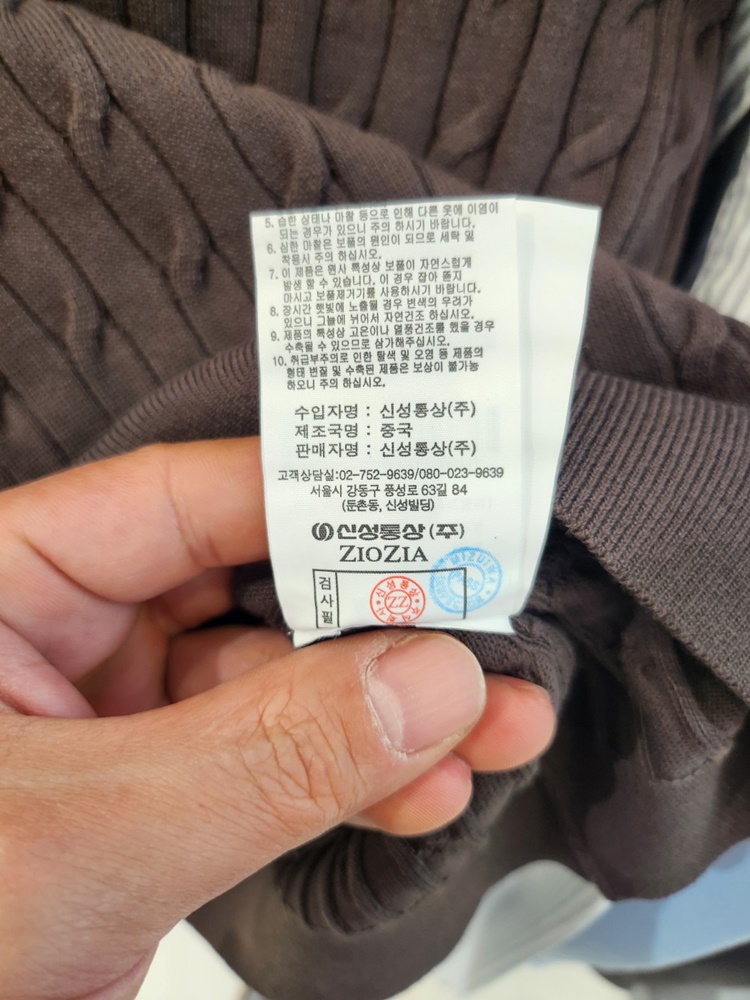 5. 습한 상태나 마찰 등으로 인해 다른 옷에 이염이
되는 경우가 있으니 주의 하시기 바랍니다.
6. 심한 마찰은 보풀의 원인이 되므로 세탁 및
착용시 주의 하십시오.
7. 이 제품은 원사 특성상 보풀이 자연스럽게
발생 할 수 있습니다. 이 경우 잡아 뜯지
마시고 보풀제거기를 사용하시기 바랍니다.
8. 장시간 햇빛에 노출될 경우 변색의 우려가
있으니 그늘에 뉘어서 자연건조 하십시오.
9. 제품의 특성상 고온이나 열풍건조를 했을 경우
수축될 수 있으므로 삼가해주십시오.
10. 취급부주의로 인한 탈색 및 오염 등 제품의
형태 변질 및 수축된 제품은 보상이 불가능
하오니 주의 하십시오.
수입자명 : 신성통상(주)
제조국명 : 중국
판매자명 : 신성통상(주)
고객상담실:02-752-9639/080-023-9639
서울시 강동구 풍성로 63길 84
(둔촌동, 신성빌딩)
신성통상(주)
ZIOZIA
검사필
신성통상
ZZ
주식회사